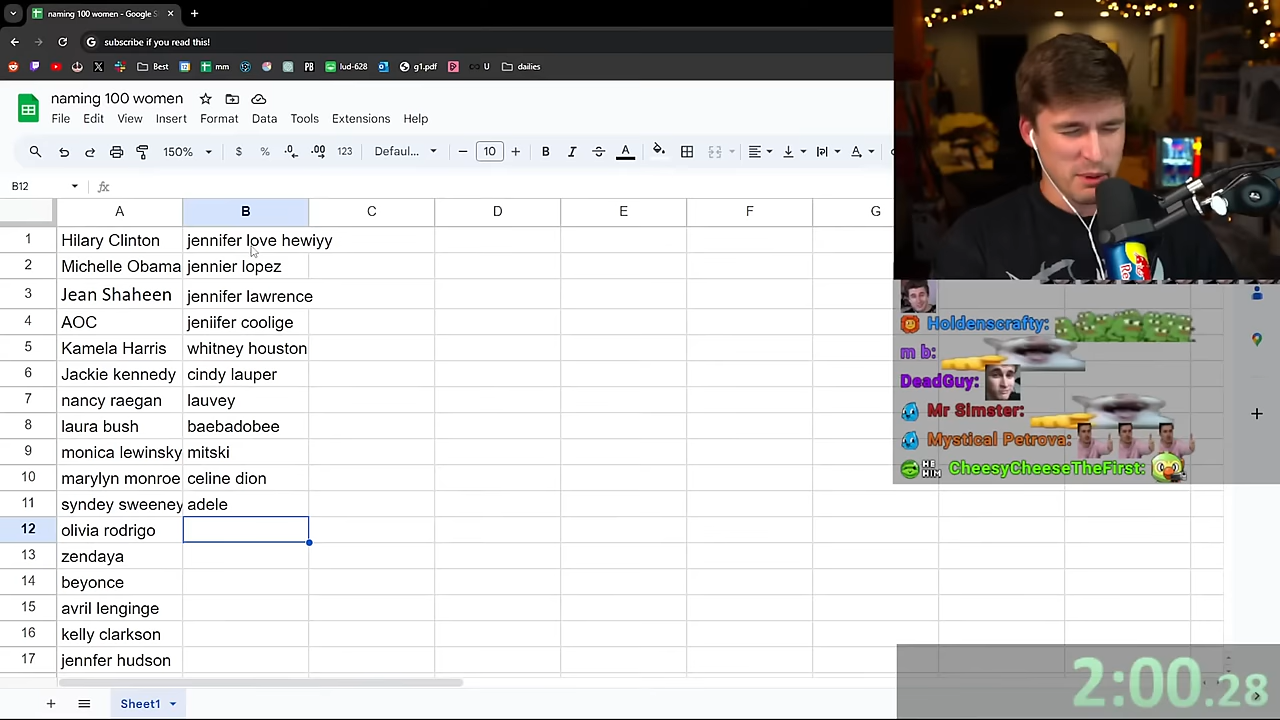 naming 100 women - Google S
subscribe if you read this!
Best
mm
lud-628
g1.pdf
U
dailies
naming 100 women
File Edit View Insert Format Data Tools Extensions Help
150% $ % .0 .00 123 Defaul... 10 B I A
B12 fx
A B C D E F G
1 Hilary Clinton jennifer love hewiyy
2 Michelle Obama jennier lopez
3 Jean Shaheen jennifer lawrence
4 AOC jeniifer coolige
5 Kamela Harris whitney houston
6 Jackie kennedy cindy lauper
7 nancy raegan lauvey
8 laura bush baebadobee
9 monica lewinsky mitski
10 marylyn monroe celine dion
11 syndey sweeney adele
12 olivia rodrigo
13 zendaya
14 beyonce
15 avril lenginge
16 kelly clarkson
17 jennfer hudson
Sheet1
Holdenscrafty:
m b:
DeadGuy:
Mr Simster:
Mystical Petrova:
HE HIM CheesyCheeseTheFirst:
2:00.28